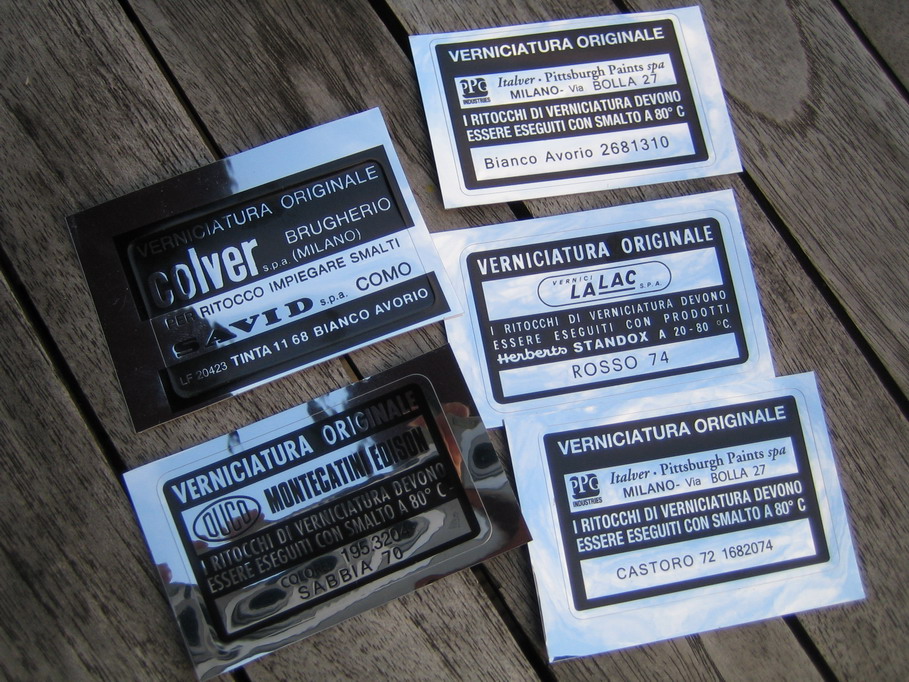 VERNICIATURA ORIGINALE
PPG INDUSTRIES
Italver · Pittsburgh Paints spa
MILANO- Via BOLLA 27
I RITOCCHI DI VERNICIATURA DEVONO
ESSERE ESEGUITI CON SMALTO A 80° C
Bianco Avorio 2681310
VERNICIATURA ORIGINALE
colver s.p.a. BRUGHERIO
(MILANO)
PER RITOCCO IMPIEGARE SMALTI
SAVID s.p.a. COMO
LF 20423 TINTA 11 68 BIANCO AVORIO
VERNICIATURA ORIGINALE
VERNICI
LALAC S.P.A.
I RITOCCHI DI VERNICIATURA DEVONO
ESSERE ESEGUITI CON PRODOTTI
Herberts STANDOX A 20-80 °C.
ROSSO 74
VERNICIATURA ORIGINALE
DUCO MONTECATINI EDISON
I RITOCCHI DI VERNICIATURA DEVONO
ESSERE ESEGUITI CON SMALTO A 80° C
195.320
SABBIA 70
VERNICIATURA ORIGINALE
PPG INDUSTRIES
Italver · Pittsburgh Paints spa
MILANO- Via BOLLA 27
I RITOCCHI DI VERNICIATURA DEVONO
ESSERE ESEGUITI CON SMALTO A 80° C
CASTORO 72 1682074